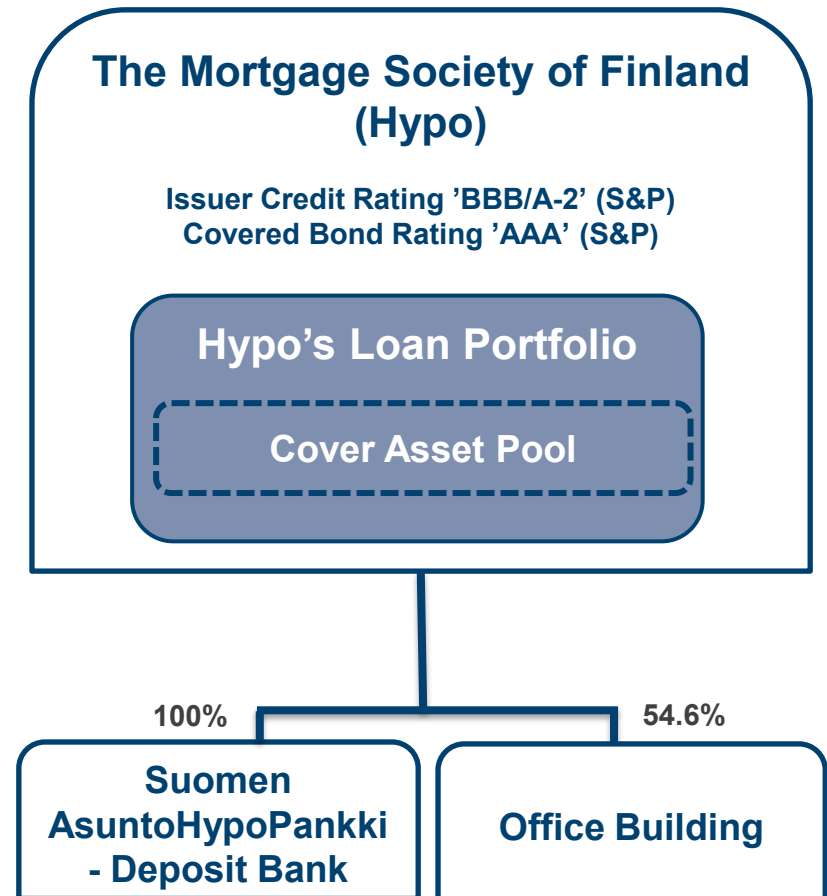 The Mortgage Society of Finland
(Hypo)
Issuer Credit Rating ’BBB/A-2’ (S&P)
Covered Bond Rating ’AAA’ (S&P)
Hypo’s Loan Portfolio
Cover Asset Pool
100%
54.6%
Suomen
AsuntoHypoPankki
- Deposit Bank
Office Building